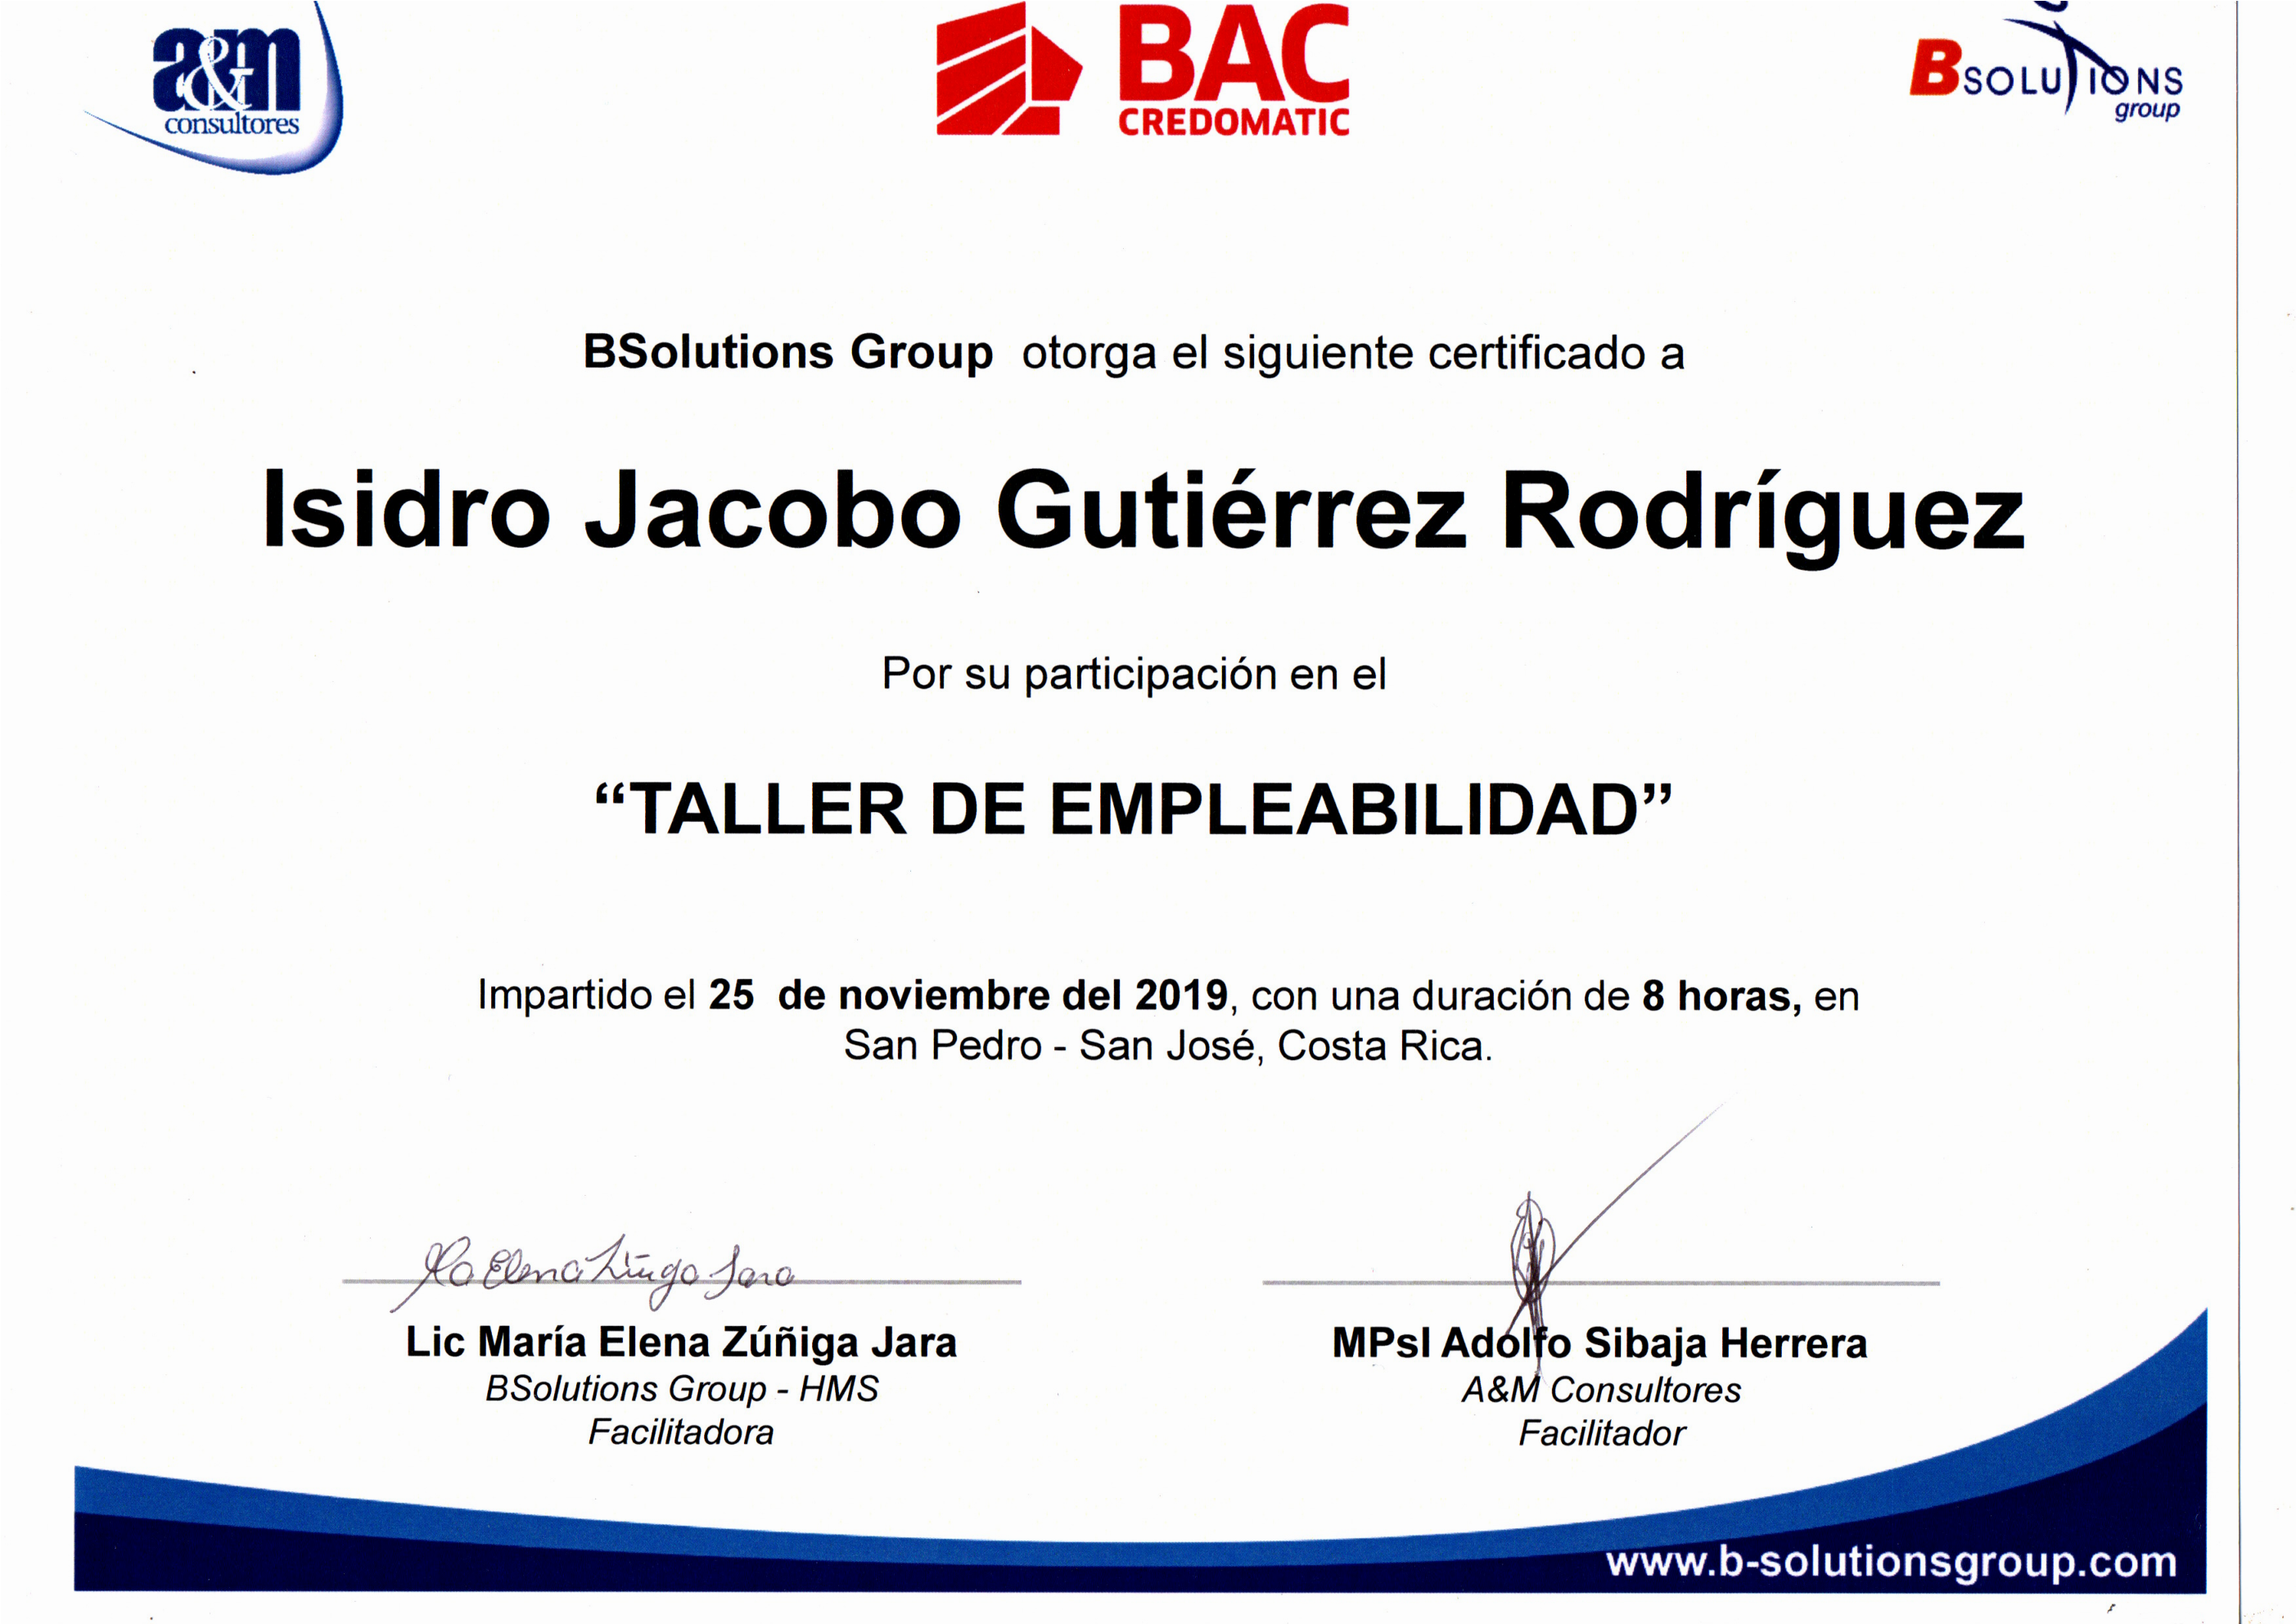 a&m
consultores
BAC
CREDOMATIC
BSOLUTIONS
group
BSolutions Group otorga el siguiente certificado a
Isidro Jacobo Gutiérrez Rodríguez
Por su participación en el
“TALLER DE EMPLEABILIDAD”
Impartido el 25 de noviembre del 2019, con una duración de 8 horas, en
San Pedro - San José, Costa Rica.
Ma Elena Zúñiga Jara
Lic María Elena Zúñiga Jara
BSolutions Group - HMS
Facilitadora
MPsl Adolfo Sibaja Herrera
A&M Consultores
Facilitador
www.b-solutionsgroup.com